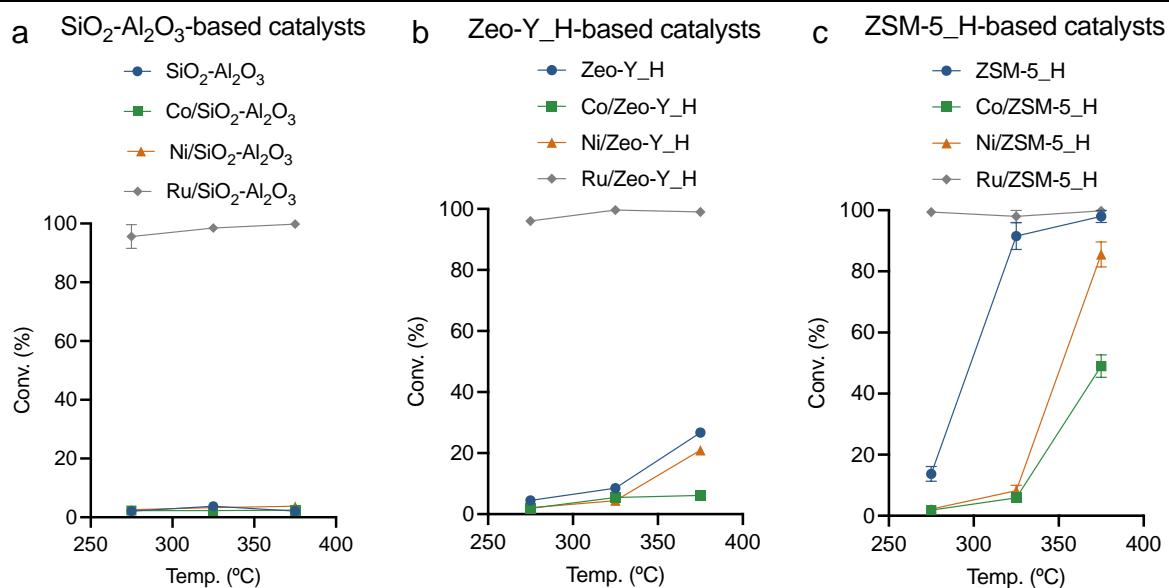 a SiO₂-Al₂O₃-based catalysts
SiO₂-Al₂O₃
Co/SiO₂-Al₂O₃
Ni/SiO₂-Al₂O₃
Ru/SiO₂-Al₂O₃
100
80
60
40
20
0
Conv. (%)
250 300 350 400
Temp. (ºC)
b Zeo-Y_H-based catalysts
Zeo-Y_H
Co/Zeo-Y_H
Ni/Zeo-Y_H
Ru/Zeo-Y_H
100
80
60
40
20
0
Conv. (%)
250 300 350 400
Temp. (ºC)
c ZSM-5_H-based catalysts
ZSM-5_H
Co/ZSM-5_H
Ni/ZSM-5_H
Ru/ZSM-5_H
100
80
60
40
20
0
Conv. (%)
250 300 350 400
Temp. (ºC)